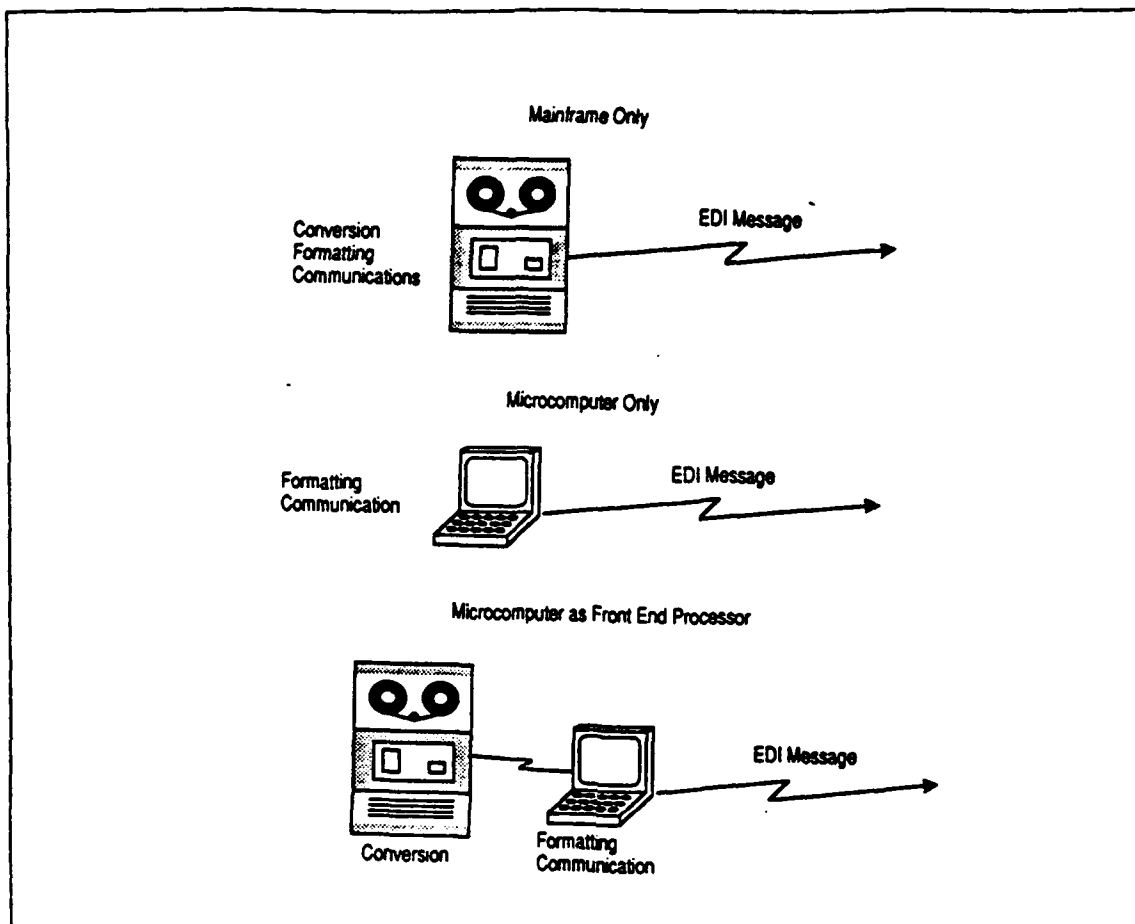 Mainframe Only
Conversion
Formatting
Communications
EDI Message
Microcomputer Only
Formatting
Communication
EDI Message
Microcomputer as Front End Processor
EDI Message
Conversion
Formatting
Communication